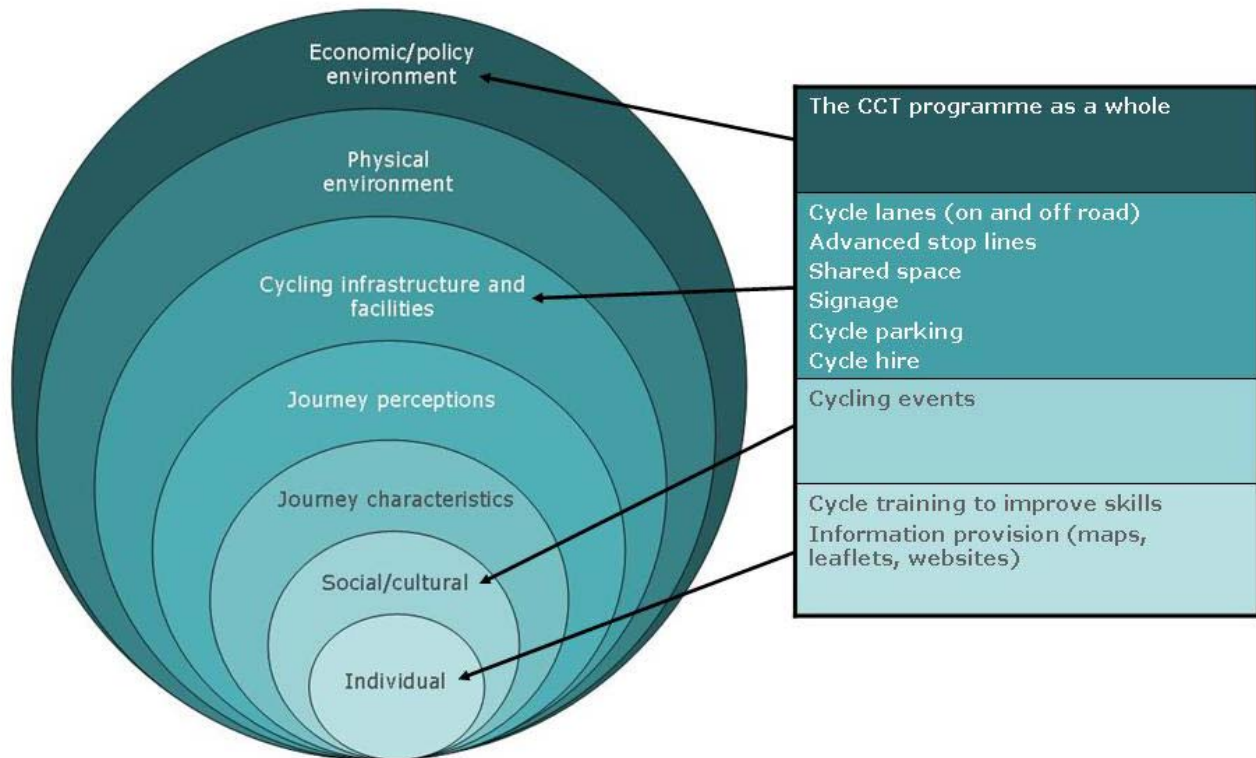 Economic/policy
environment
Physical
environment
Cycling infrastructure and
facilities
Journey perceptions
Journey characteristics
Social/cultural
Individual
The CCT programme as a whole
Cycle lanes (on and off road)
Advanced stop lines
Shared space
Signage
Cycle parking
Cycle hire
Cycling events
Cycle training to improve skills
Information provision (maps,
leaflets, websites)